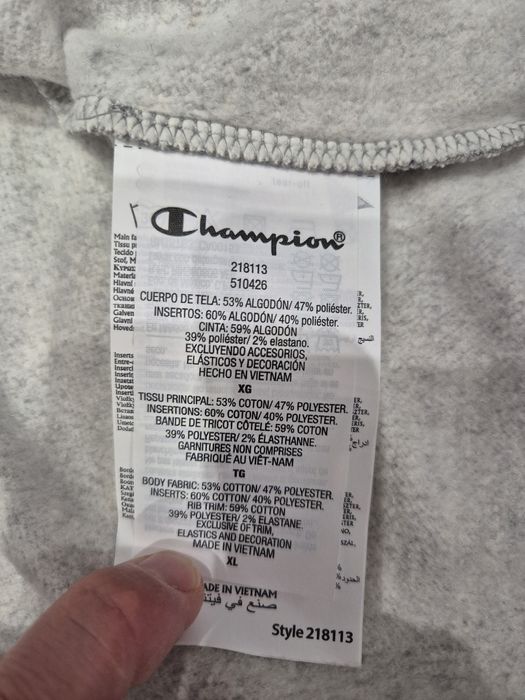 Champion®
218113
510426
CUERPO DE TELA: 53% ALGODÓN/ 47% poliéster.
INSERTOS: 60% ALGODÓN/ 40% poliéster.
CINTA: 59% ALGODÓN
39% poliéster/ 2% elastano.
EXCLUYENDO ACCESORIOS,
ELÁSTICOS Y DECORACIÓN
HECHO EN VIETNAM
XG
TISSU PRINCIPAL: 53% COTON/ 47% POLYESTER.
INSERTIONS: 60% COTON/ 40% POLYESTER.
BANDE DE TRICOT CÔTELÉ: 59% COTON
39% POLYESTER/ 2% ÉLASTHANNE.
GARNITURES NON COMPRISES
FABRIQUÉ AU VIÊT-NAM
TG
BODY FABRIC: 53% COTTON/ 47% POLYESTER.
INSERTS: 60% COTTON/ 40% POLYESTER.
RIB TRIM: 59% COTTON
39% POLYESTER/ 2% ELASTANE.
EXCLUSIVE OF TRIM,
ELASTICS AND DECORATION
MADE IN VIETNAM
XL
ADE IN VIETNAM
صنع في
Style 218113